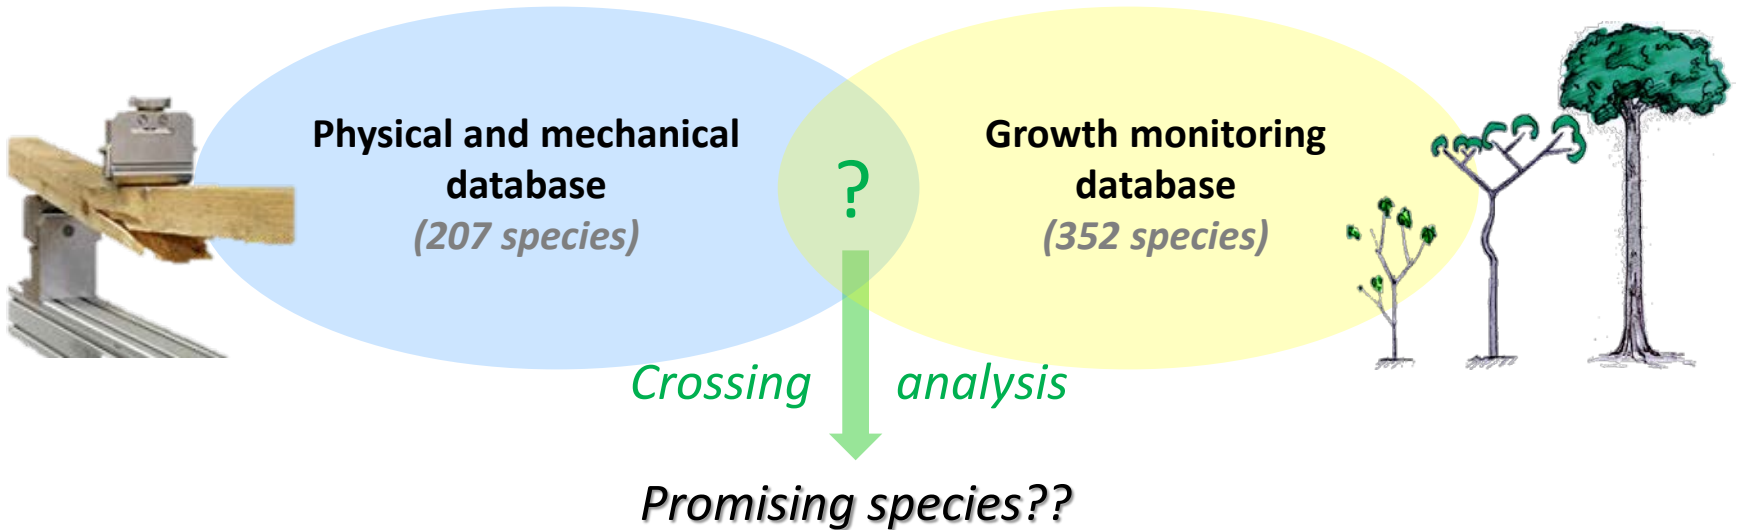 Physical and mechanical
database
(207 species)
Growth monitoring
database
(352 species)
?
Crossing analysis
Promising species??